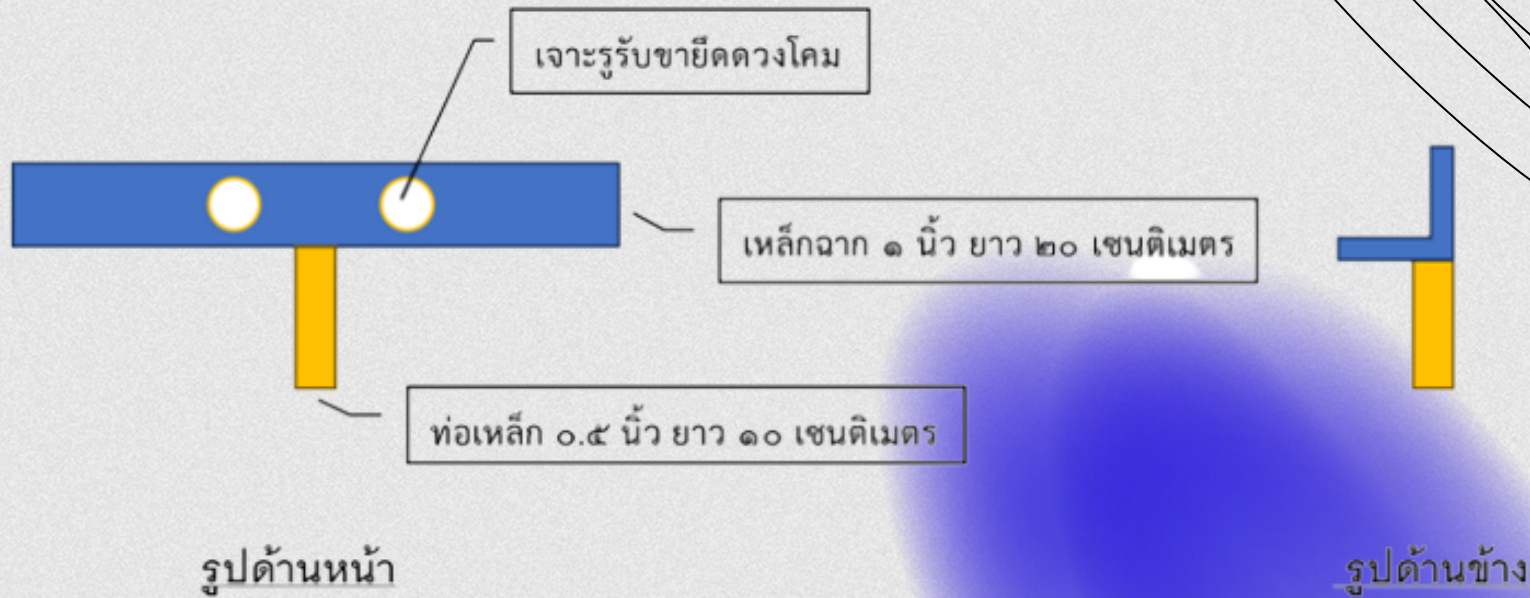 เจาะรูรับขายึดดวงโคม
เหล็กฉาก ๑ นิ้ว ยาว ๒๐ เซนติเมตร
ท่อเหล็ก ๐.๕ นิ้ว ยาว ๑๐ เซนติเมตร
รูปด้านหน้า
รูปด้านข้าง